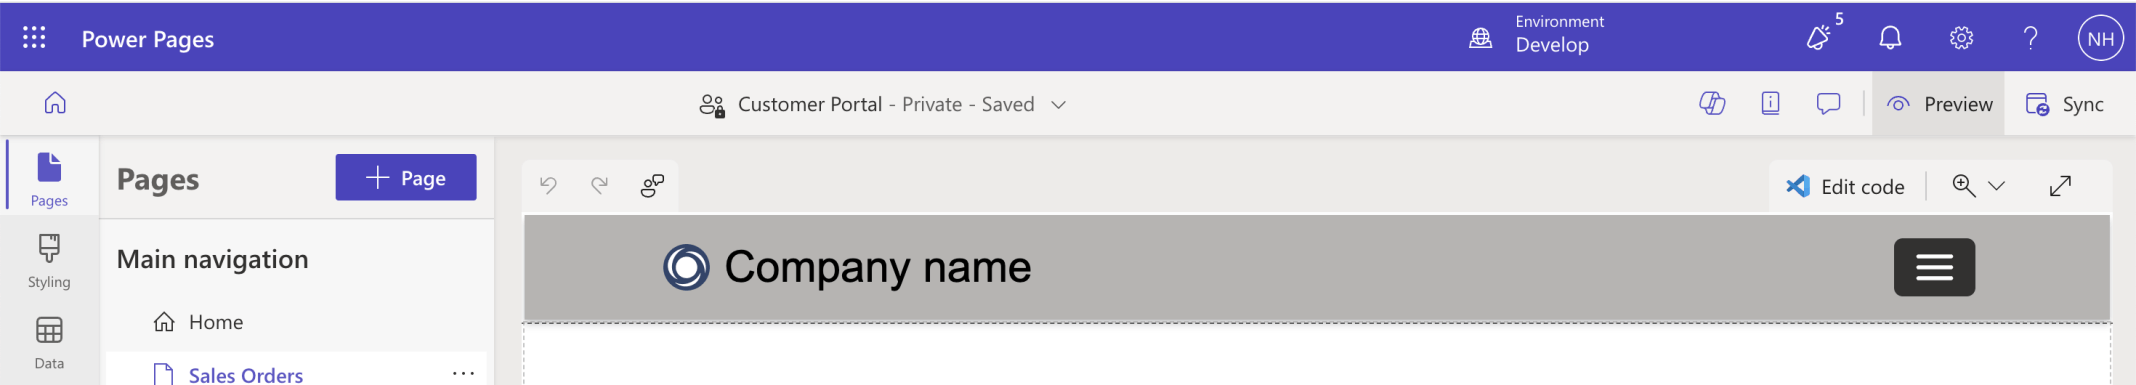 Power Pages
Environment
Develop
5
?
NH
Customer Portal - Private - Saved
Preview
Sync
Pages
Styling
Data
Pages
+ Page
Main navigation
Home
Sales Orders
...
Edit code
Company name